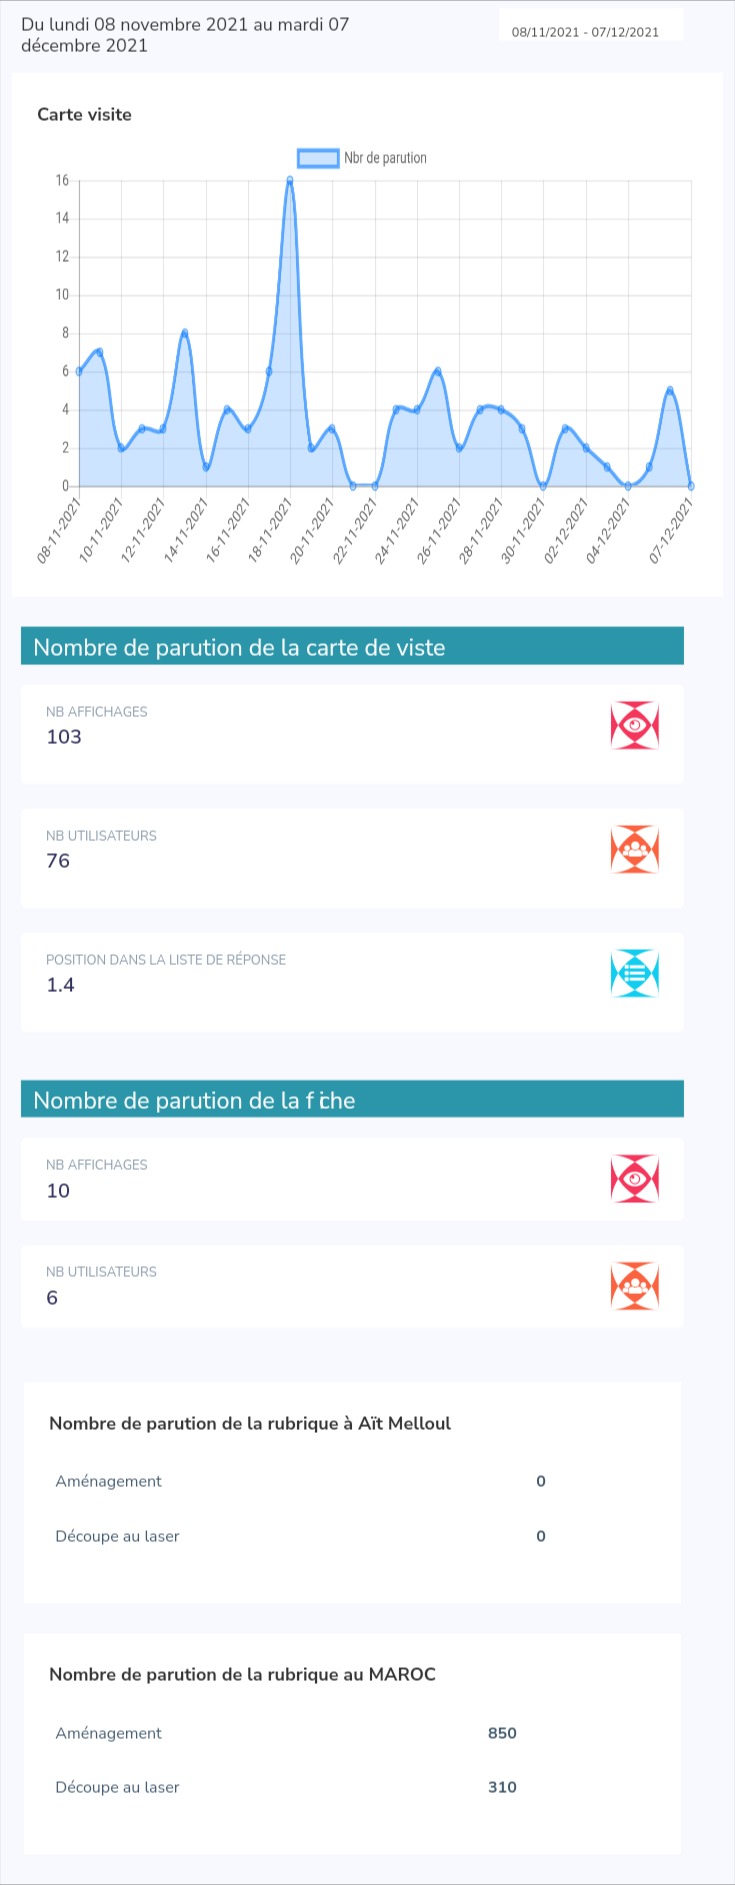 Du lundi 08 novembre 2021 au mardi 07
décembre 2021
08/11/2021 - 07/12/2021
Carte visite
Nbr de parution
16
14
12
10
8
6
4
2
0
08-11-2021
10-11-2021
12-11-2021
14-11-2021
16-11-2021
18-11-2021
20-11-2021
22-11-2021
24-11-2021
26-11-2021
28-11-2021
30-11-2021
02-12-2021
04-12-2021
07-12-2021
Nombre de parution de la carte de viste
NB AFFICHAGES
103
NB UTILISATEURS
76
POSITION DANS LA LISTE DE RÉPONSE
1.4
Nombre de parution de la fiche
NB AFFICHAGES
10
NB UTILISATEURS
6
Nombre de parution de la rubrique à Aït Melloul
Aménagement 0
Découpe au laser 0
Nombre de parution de la rubrique au MAROC
Aménagement 850
Découpe au laser 310